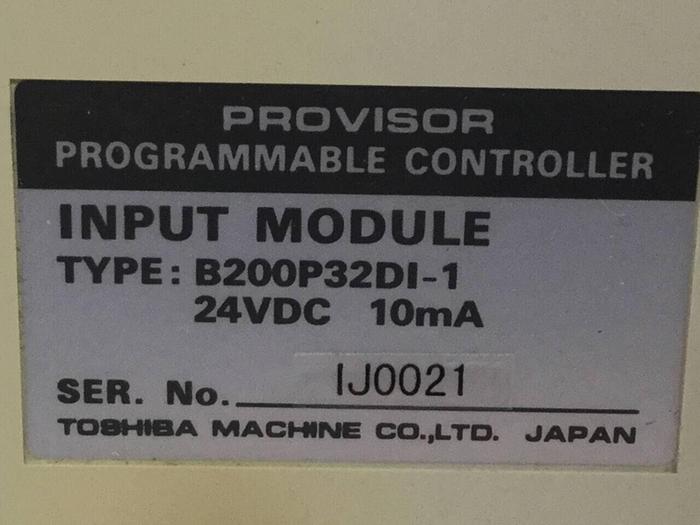 PROVISOR
PROGRAMMABLE CONTROLLER
INPUT MODULE
TYPE: B200P32DI-1
24VDC 10mA
SER. No. IJ0021
TOSHIBA MACHINE CO.,LTD. JAPAN